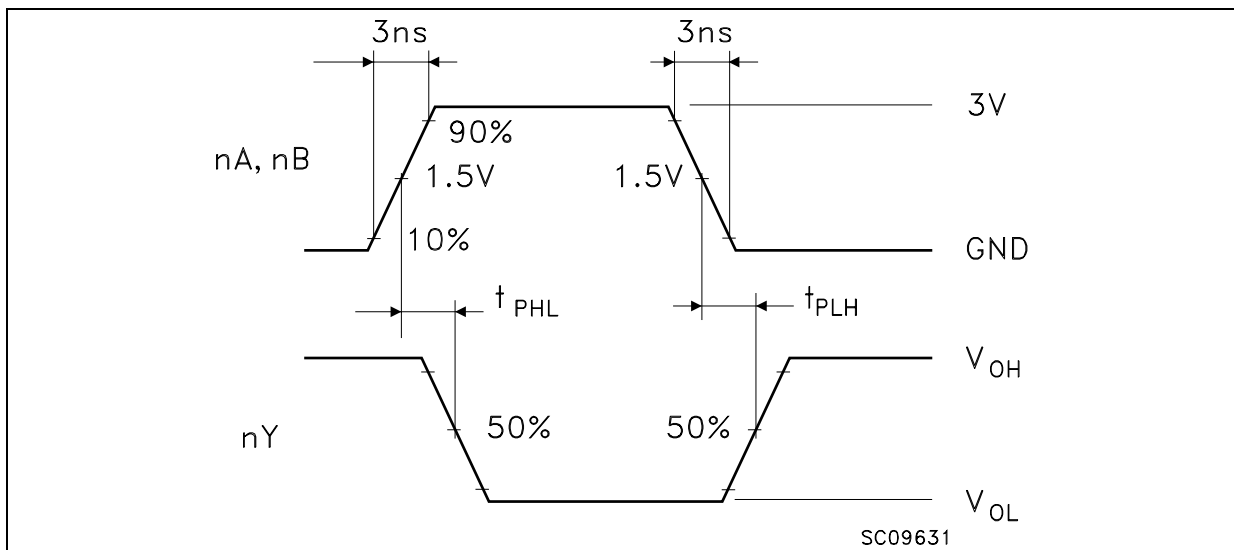 3ns 3ns
3V
90%
nA, nB
1.5V 1.5V
10%
GND
tPHL tPLH
VOH
50% 50%
nY
VOL
SC09631